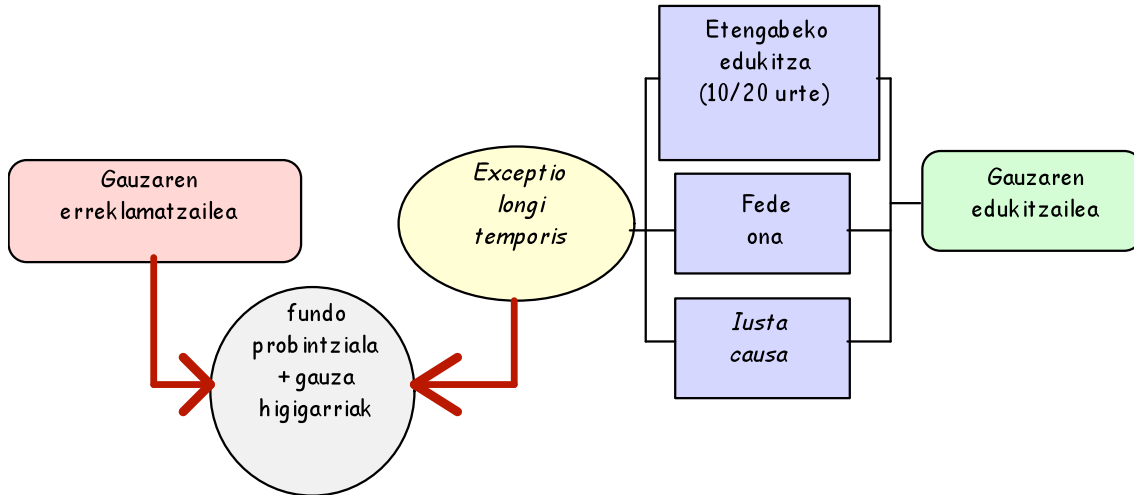 Gauzaren
erreklamatzailea
fundo
probintziala
+ gauza
higigarriak
Exceptio
longi
temporis
Etengabeko
edukitza
(10/20 urte)
Fede
ona
Iusta
causa
Gauzaren
edukitzailea